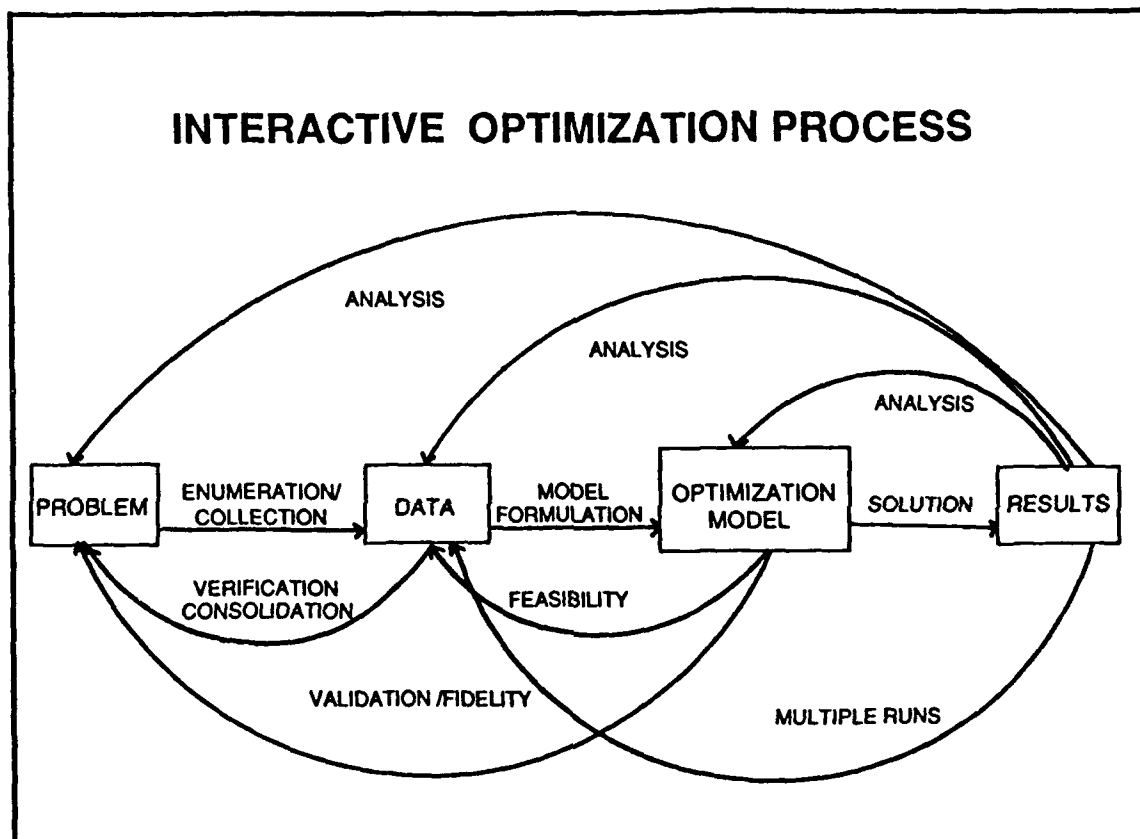 INTERACTIVE OPTIMIZATION PROCESS
ANALYSIS
ANALYSIS
ANALYSIS
PROBLEM
ENUMERATION/
COLLECTION
DATA
MODEL
FORMULATION
OPTIMIZATION
MODEL
SOLUTION
RESULTS
VERIFICATION
CONSOLIDATION
FEASIBILITY
VALIDATION /FIDELITY
MULTIPLE RUNS